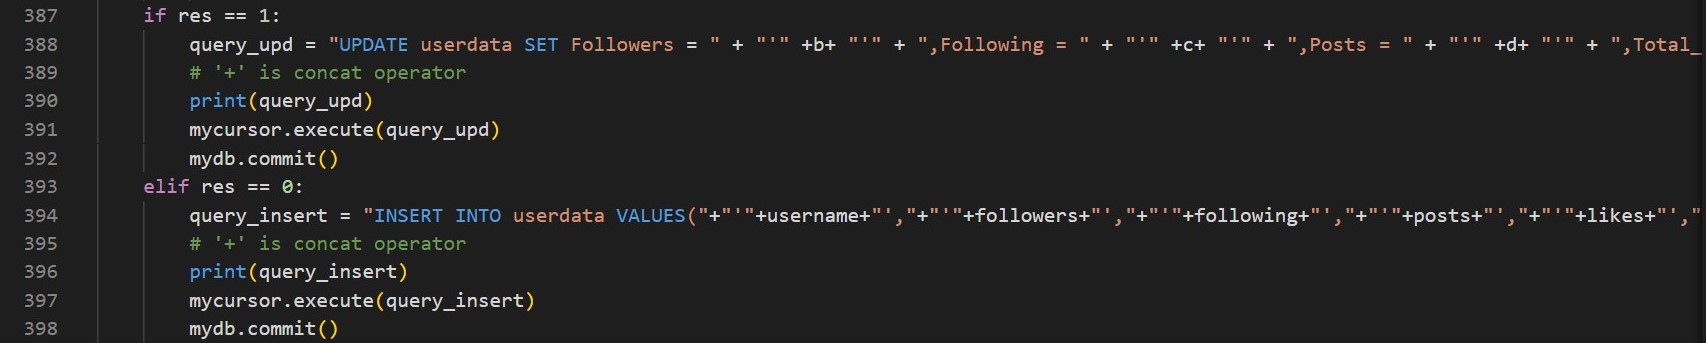 387 if res == 1:
388 query_upd = "UPDATE userdata SET Followers = " + "'" +b+ "'" + ",Following = " + "'" +c+ "'" + ",Posts = " + "'" +d+ "'" + ",Total_
389 # '+' is concat operator
390 print(query_upd)
391 mycursor.execute(query_upd)
392 mydb.commit()
393 elif res == 0:
394 query_insert = "INSERT INTO userdata VALUES("+"'"+username+"',"+"'"+followers+"',"+"'"+following+"',"+"'"+posts+"',"+"'"+likes+"',"
395 # '+' is concat operator
396 print(query_insert)
397 mycursor.execute(query_insert)
398 mydb.commit()